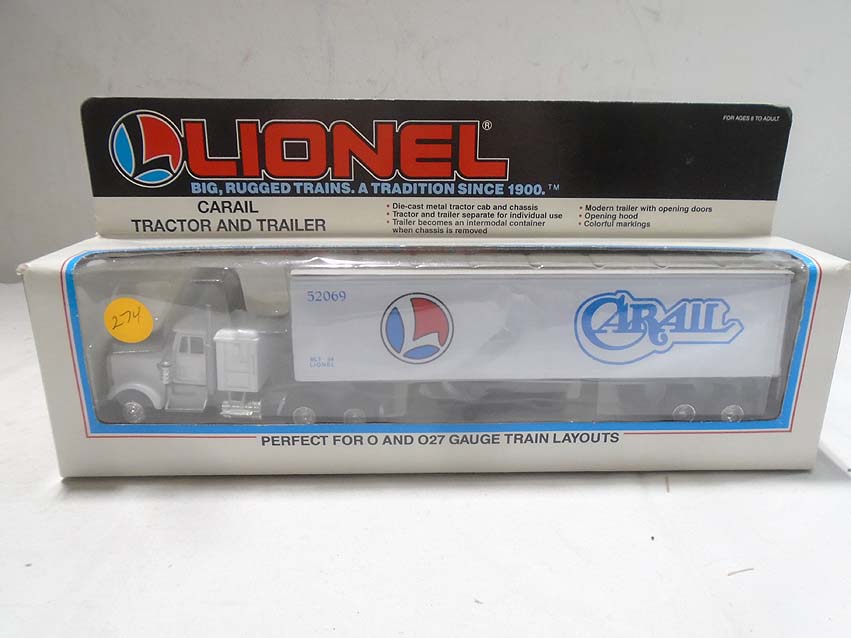 FOR AGES 8 TO ADULT
LIONEL®
BIG, RUGGED TRAINS. A TRADITION SINCE 1900.™
CARAIL
TRACTOR AND TRAILER
• Die-cast metal tractor cab and chassis
• Tractor and trailer separate for individual use
• Trailer becomes an intermodal container
when chassis is removed
• Modern trailer with opening doors
• Opening hood
• Colorful markings
274
52069
L
CARAIL
BLT 94
LIONEL
PERFECT FOR O AND O27 GAUGE TRAIN LAYOUTS